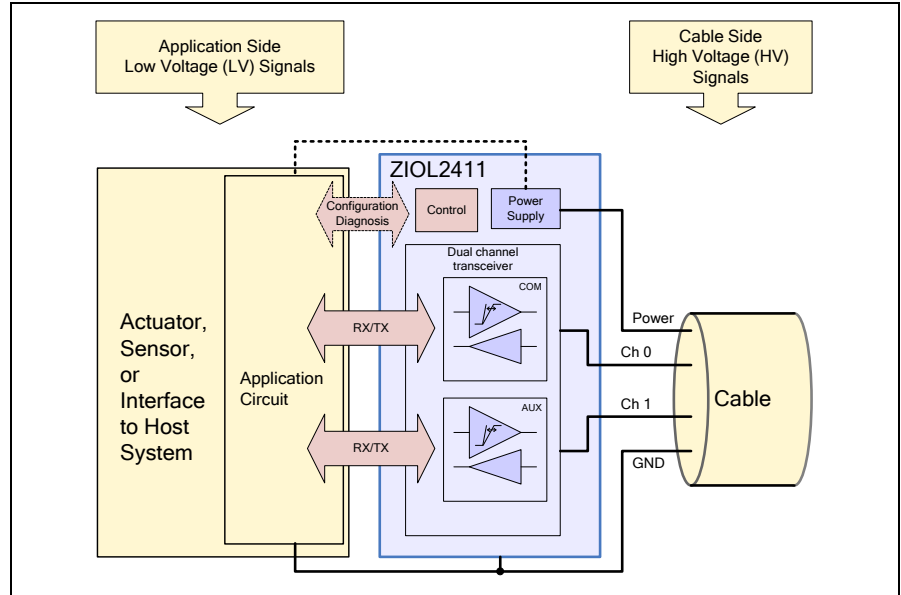 Application Side
Low Voltage (LV) Signals
Cable Side
High Voltage (HV)
Signals
ZIOL2411
Configuration
Diagnosis
Control
Power
Supply
Dual channel
transceiver
COM
RX/TX
AUX
RX/TX
Actuator,
Sensor,
or
Interface
to Host
System
Application
Circuit
Power
Ch 0
Ch 1
GND
Cable